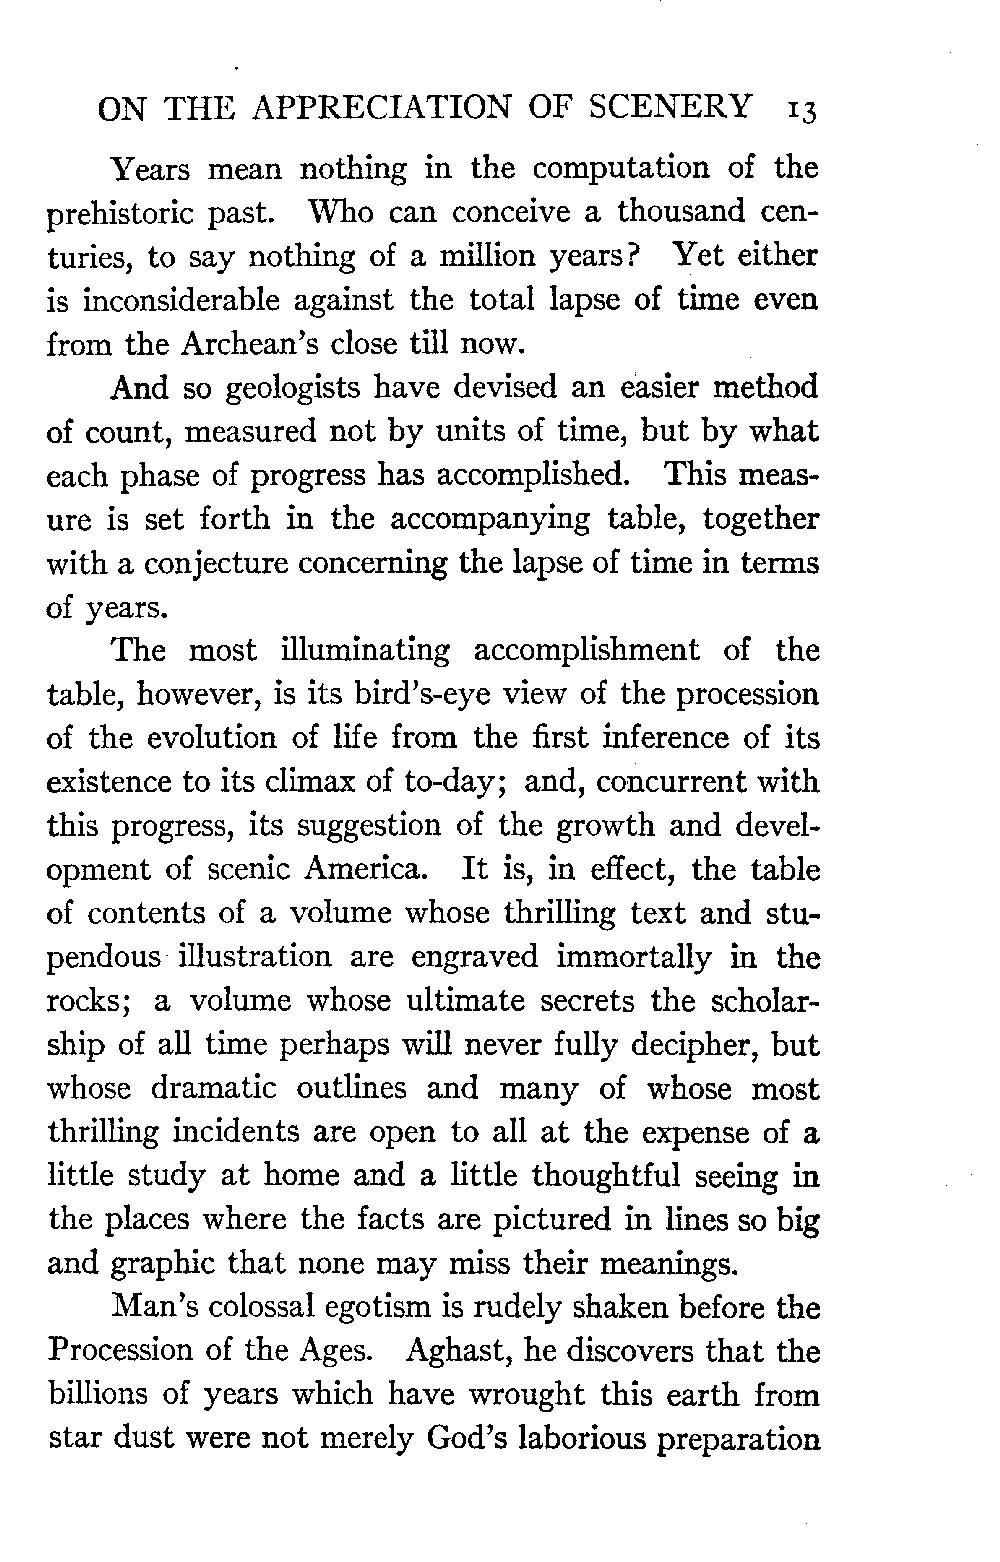 ON THE APPRECIATION OF SCENERY 13
Years mean nothing in the computation of the
prehistoric past. Who can conceive a thousand cen-
turies, to say nothing of a million years? Yet either
is inconsiderable against the total lapse of time even
from the Archean's close till now.
And so geologists have devised an easier method
of count, measured not by units of time, but by what
each phase of progress has accomplished. This meas-
ure is set forth in the accompanying table, together
with a conjecture concerning the lapse of time in terms
of years.
The most illuminating accomplishment of the
table, however, is its bird's-eye view of the procession
of the evolution of life from the first inference of its
existence to its climax of to-day; and, concurrent with
this progress, its suggestion of the growth and devel-
opment of scenic America. It is, in effect, the table
of contents of a volume whose thrilling text and stu-
pendous illustration are engraved immortally in the
rocks; a volume whose ultimate secrets the scholar-
ship of all time perhaps will never fully decipher, but
whose dramatic outlines and many of whose most
thrilling incidents are open to all at the expense of a
little study at home and a little thoughtful seeing in
the places where the facts are pictured in lines so big
and graphic that none may miss their meanings.
Man's colossal egotism is rudely shaken before the
Procession of the Ages. Aghast, he discovers that the
billions of years which have wrought this earth from
star dust were not merely God's laborious preparation